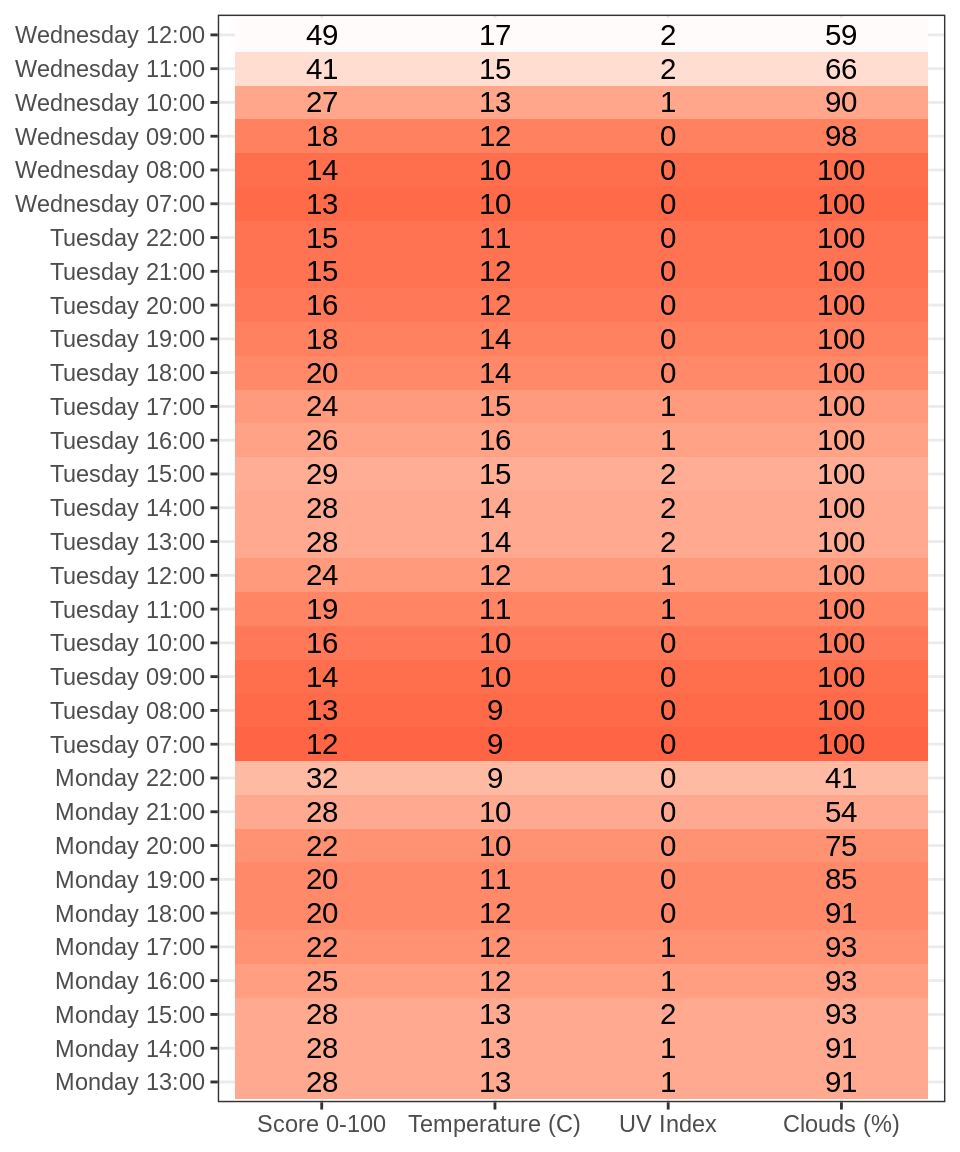 Wednesday 12:00 49 17 2 59
Wednesday 11:00 41 15 2 66
Wednesday 10:00 27 13 1 90
Wednesday 09:00 18 12 0 98
Wednesday 08:00 14 10 0 100
Wednesday 07:00 13 10 0 100
Tuesday 22:00 15 11 0 100
Tuesday 21:00 15 12 0 100
Tuesday 20:00 16 12 0 100
Tuesday 19:00 18 14 0 100
Tuesday 18:00 20 14 0 100
Tuesday 17:00 24 15 1 100
Tuesday 16:00 26 16 1 100
Tuesday 15:00 29 15 2 100
Tuesday 14:00 28 14 2 100
Tuesday 13:00 28 14 2 100
Tuesday 12:00 24 12 1 100
Tuesday 11:00 19 11 1 100
Tuesday 10:00 16 10 0 100
Tuesday 09:00 14 10 0 100
Tuesday 08:00 13 9 0 100
Tuesday 07:00 12 9 0 100
Monday 22:00 32 9 0 41
Monday 21:00 28 10 0 54
Monday 20:00 22 10 0 75
Monday 19:00 20 11 0 85
Monday 18:00 20 12 0 91
Monday 17:00 22 12 1 93
Monday 16:00 25 12 1 93
Monday 15:00 28 13 2 93
Monday 14:00 28 13 1 91
Monday 13:00 28 13 1 91
Score 0-100 Temperature (C) UV Index Clouds (%)